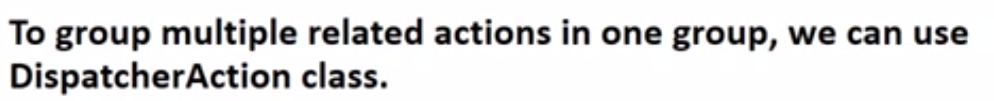 To group multiple related actions in one group, we can use
DispatcherAction class.